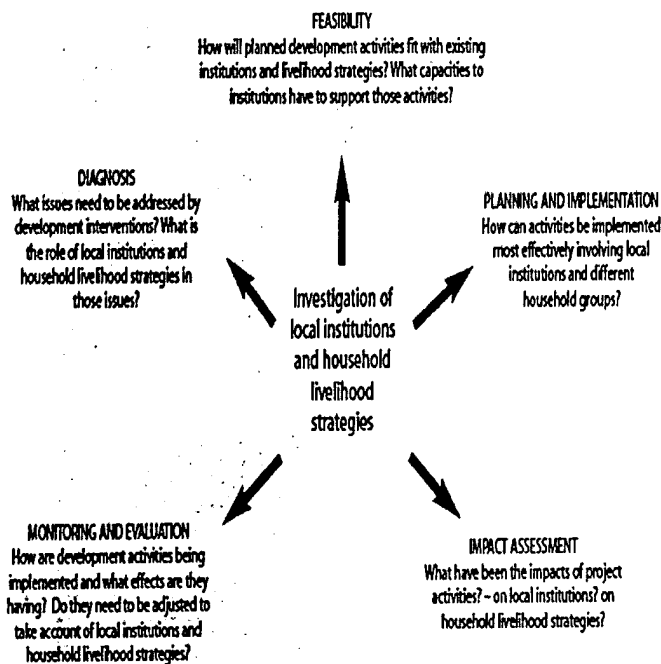 FEASIBILITY
How will planned development activities fit with existing
institutions and livelihood strategies? What capacities to
institutions have to support those activities?
DIAGNOSIS
What issues need to be addressed by
development interventions? What is
the role of local institutions and
household livelihood strategies in
those issues?
PLANNING AND IMPLEMENTATION
How can activities be implemented
most effectively involving local
institutions and different
household groups?
Investigation of
local institutions
and household
livelihood
strategies
MONITORING AND EVALUATION
How are development activities being
implemented and what effects are they
having? Do they need to be adjusted to
take account of local institutions and
household livelihood strategies?
IMPACT ASSESSMENT
What have been the impacts of project
activities? – on local institutions? on
household livelihood strategies?